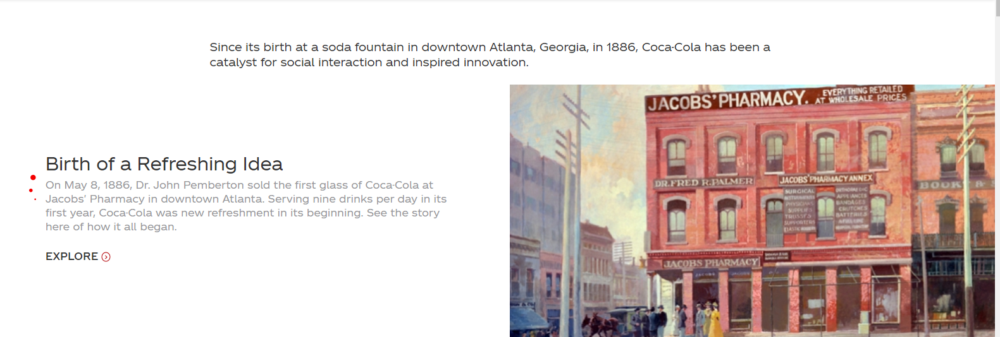 Since its birth at a soda fountain in downtown Atlanta, Georgia, in 1886, Coca-Cola has been a
catalyst for social interaction and inspired innovation.
Birth of a Refreshing Idea
On May 8, 1886, Dr. John Pemberton sold the first glass of Coca-Cola at
Jacobs' Pharmacy in downtown Atlanta. Serving nine drinks per day in its
first year, Coca-Cola was new refreshment in its beginning. See the story
here of how it all began.
EXPLORE
JACOBS' PHARMACY.
EVERYTHING RETAILED
AT WHOLESALE PRICES
DR. FRED R. PALMER
JACOBS' PHARMACY ANNEX
BOOK & S
SURGICAL
INSTRUMENTS
PHYSICIANS
SUPPLIES
TRUSSES
SUPPORTERS
ORTHOPAEDIC
APPLIANCES
BANDAGES
CRUTCHES
BATTERIES
JACOBS PHARMACY
JACOBS